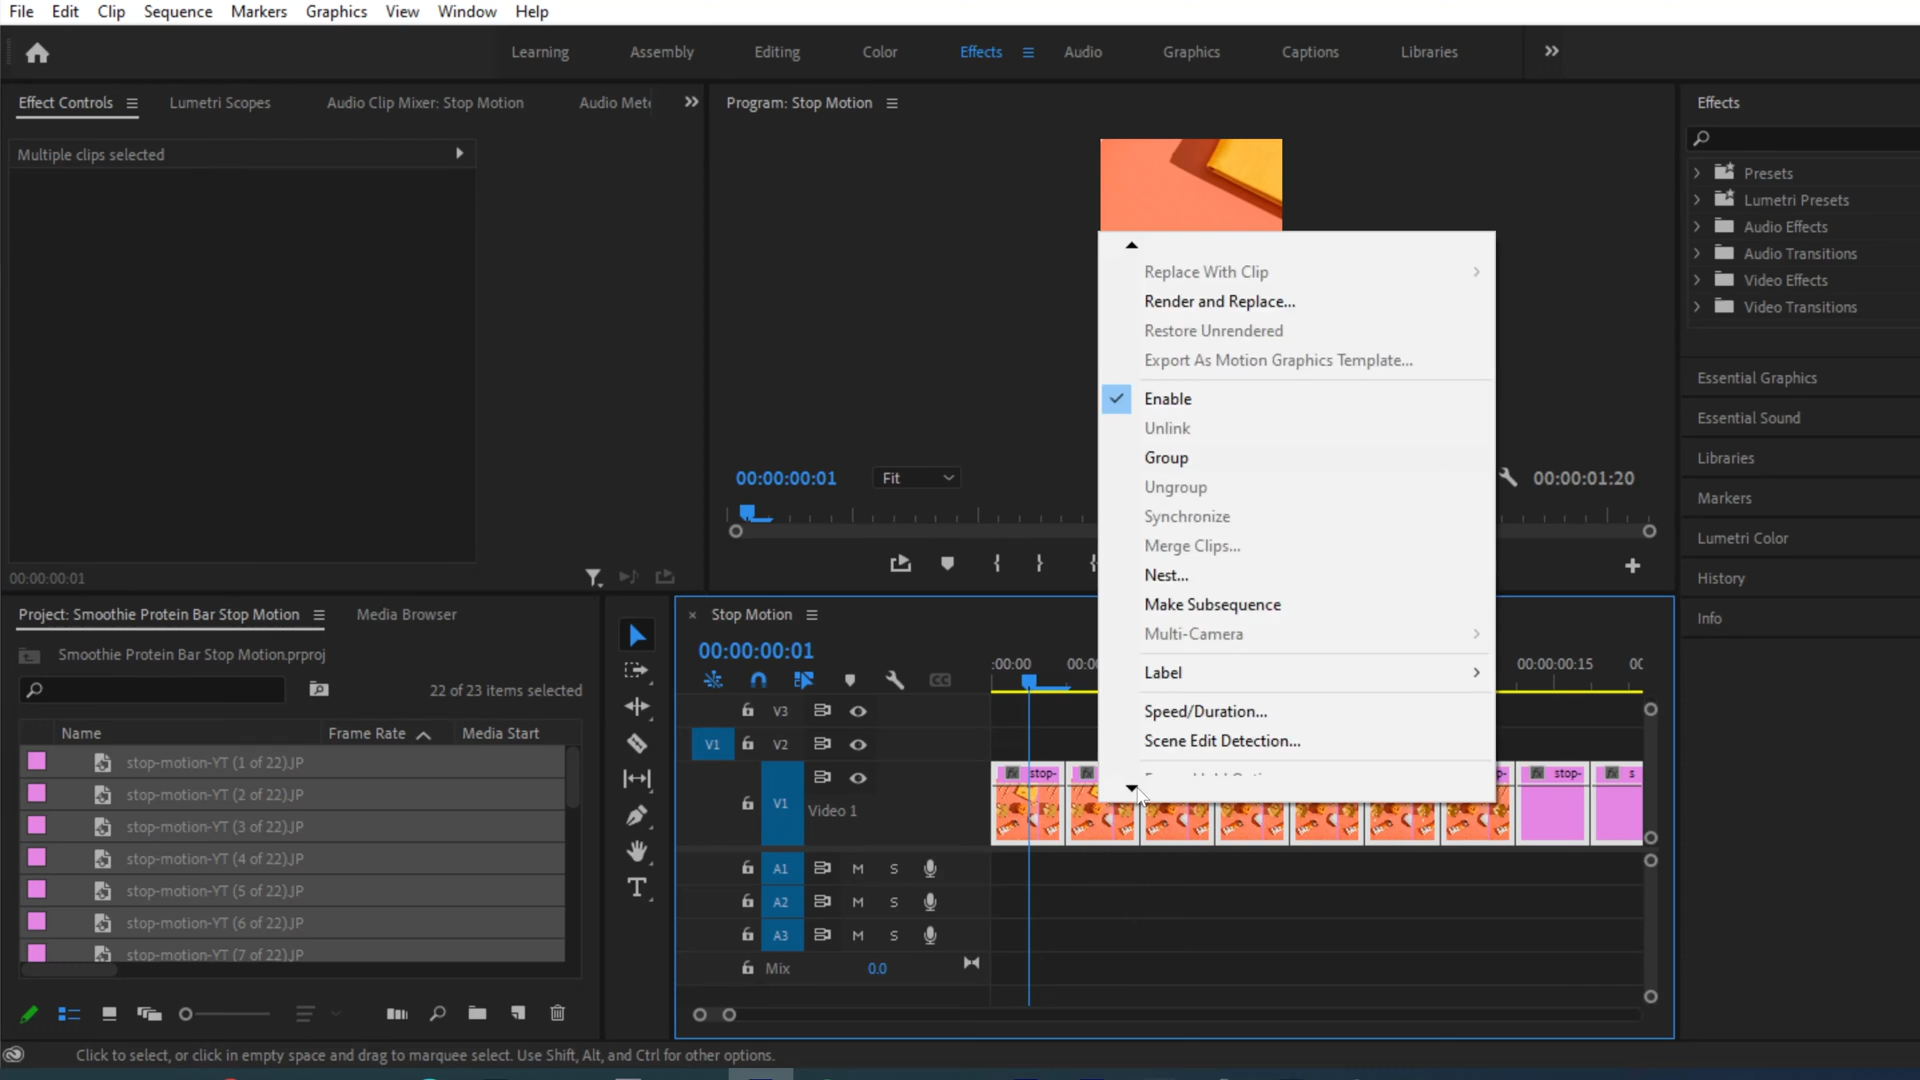 File Edit Clip Sequence Markers Graphics View Window Help
Learning Assembly Editing Color Effects Audio Graphics Captions Libraries
Effect Controls Lumetri Scopes Audio Clip Mixer: Stop Motion Audio Mete
Program: Stop Motion
Effects
Multiple clips selected
Presets
Lumetri Presets
Audio Effects
Audio Transitions
Video Effects
Video Transitions
Essential Graphics
Essential Sound
Libraries
Markers
Lumetri Color
History
Info
Replace With Clip
Render and Replace...
Restore Unrendered
Export As Motion Graphics Template...
Enable
Unlink
Group
Ungroup
Synchronize
Merge Clips...
Nest...
Make Subsequence
Multi-Camera
Label
Speed/Duration...
Scene Edit Detection...
00:00:00:01 Fit 00:00:01:20
00:00:00:01
Project: Smoothie Protein Bar Stop Motion Media Browser
Smoothie Protein Bar Stop Motion.prproj
22 of 23 items selected
Name Frame Rate Media Start
stop-motion-YT (1 of 22).JP
stop-motion-YT (2 of 22).JP
stop-motion-YT (3 of 22).JP
stop-motion-YT (4 of 22).JP
stop-motion-YT (5 of 22).JP
stop-motion-YT (6 of 22).JP
stop-motion-YT (7 of 22).JP
× Stop Motion
00:00:00:01
:00:00 00:0 00:00:00:15 00
V3
V1 V2
fx stop- fx p- fx stop- fx s
V1 Video 1
A1 M S
A2 M S
A3 M S
Mix 0.0
Click to select, or click in empty space and drag to marquee select. Use Shift, Alt, and Ctrl for other options.